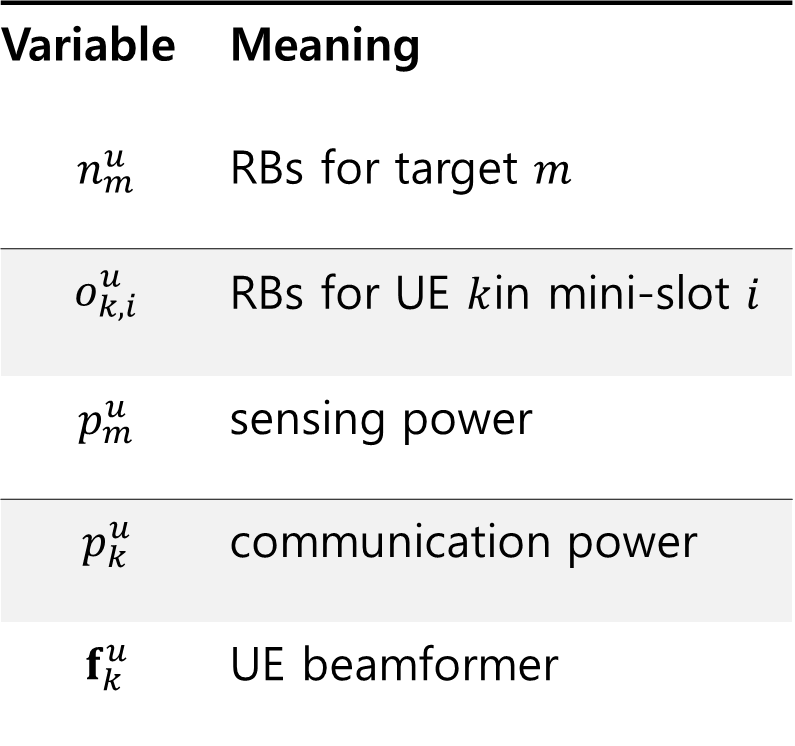 Variable Meaning
n_m^u RBs for target m
o_{k,i}^u RBs for UE kin mini-slot i
p_m^u sensing power
p_k^u communication power
f_k^u UE beamformer